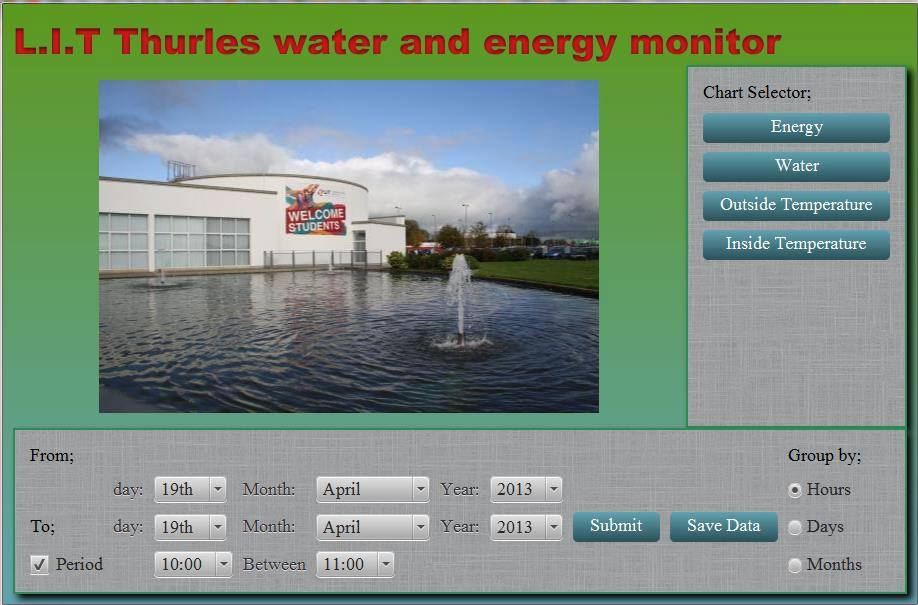 L.I.T Thurles water and energy monitor
WELCOME
STUDENTS
Chart Selector;
Energy
Water
Outside Temperature
Inside Temperature
From;
day: 19th Month: April Year: 2013
To; day: 19th Month: April Year: 2013 Submit Save Data
Period 10:00 Between 11:00
Group by;
Hours
Days
Months